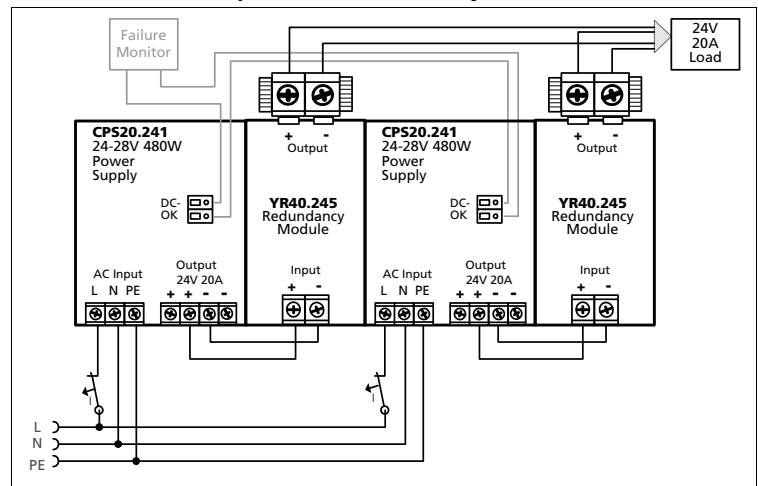 Failure
Monitor
24V
20A
Load
CPS20.241
24-28V 480W
Power
Supply
DC-
OK
AC Input
L N PE
Output
24V 20A
+ + - -
+ -
Output
YR40.245
Redundancy
Module
Input
+ -
CPS20.241
24-28V 480W
Power
Supply
DC-
OK
AC Input
L N PE
Output
24V 20A
+ + - -
+ -
Output
YR40.245
Redundancy
Module
Input
+ -
I
I
L
N
PE